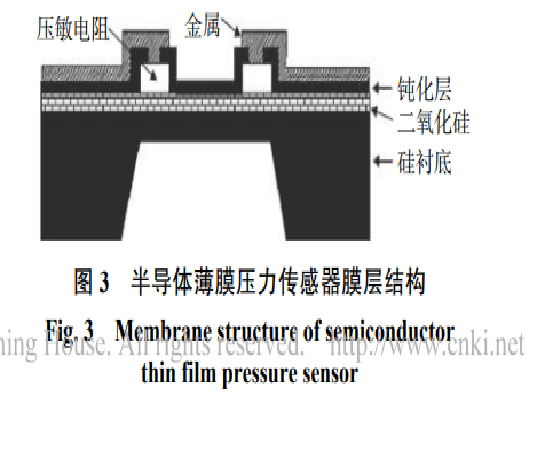 压敏电阻
金属
钝化层
二氧化硅
硅衬底
图 3 半导体薄膜压力传感器膜层结构
Fig. 3 Membrane structure of semiconductor
ning House. All rights reserved. http://www.cnki.net
thin film pressure sensor